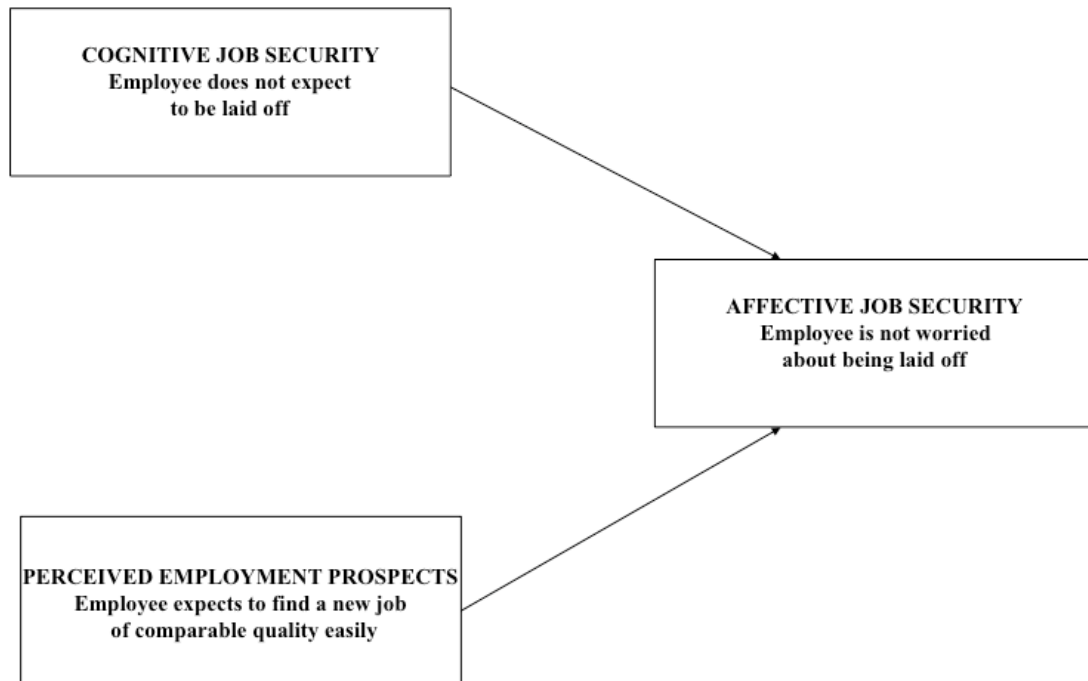 COGNITIVE JOB SECURITY
Employee does not expect
to be laid off
AFFECTIVE JOB SECURITY
Employee is not worried
about being laid off
PERCEIVED EMPLOYMENT PROSPECTS
Employee expects to find a new job
of comparable quality easily